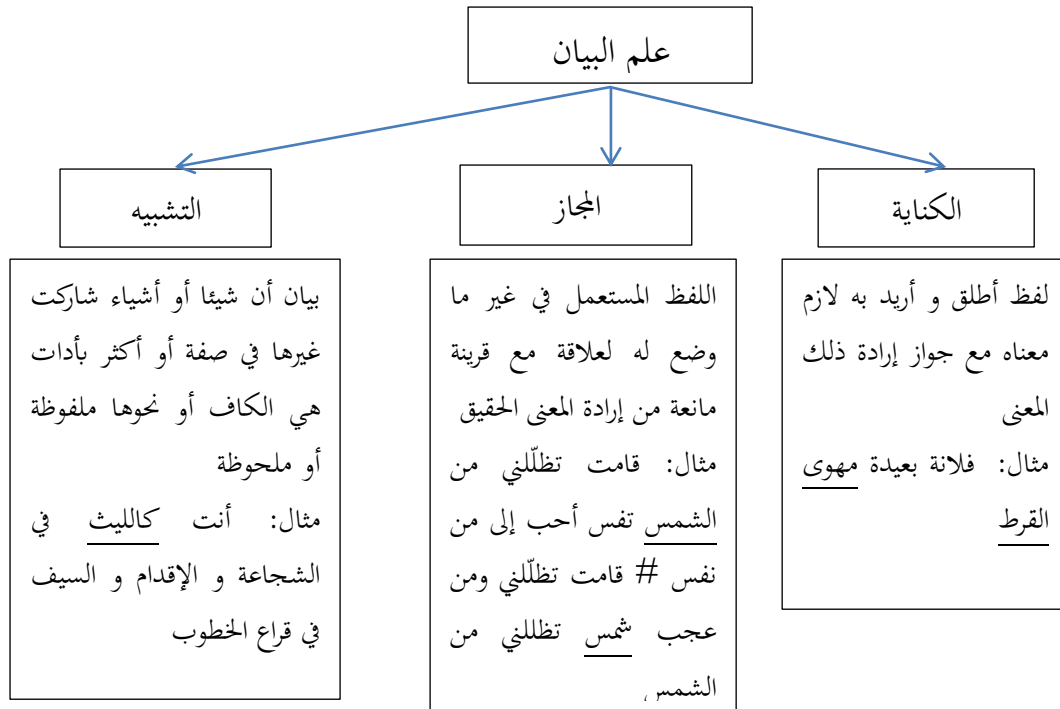 علم البيان
الكناية
المجاز
التشبيه
لفظ أطلق و أريد به لازم
معناه مع جواز إرادة ذلك
المعنى
مثال: فلانة بعيدة مهوى
القرط
اللفظ المستعمل في غير ما
وضع له لعلاقة مع قرينة
مانعة من إرادة المعنى الحقيق
مثال: قامت تظلّلني من
الشمس تفس أحب إلى من
نفس # قامت تظلّلني ومن
عجب شمس تظللني من
الشمس
بيان أن شيئا أو أشياء شاركت
غيرها في صفة أو أكثر بأدات
هي الكاف أو نحوها ملفوظة
أو ملحوظة
مثال: أنت كالليث في
الشجاعة و الإقدام و السيف
في قراع الخطوب